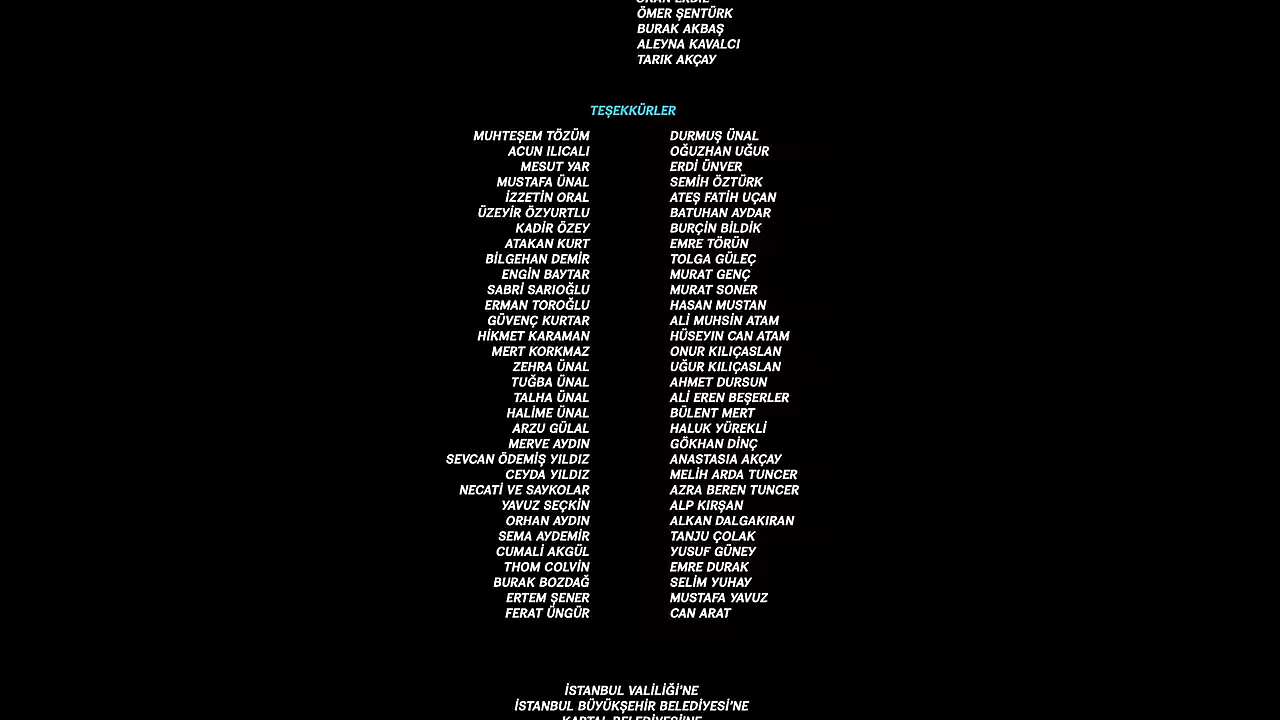 ÖMER ŞENTÜRK
BURAK AKBAŞ
ALEYNA KAVALCI
TARIK AKÇAY
TEŞEKKÜRLER
MUHTEŞEM TÖZÜM DURMUŞ ÜNAL
ACUN ILICALI OĞUZHAN UĞUR
MESUT YAR ERDİ ÜNVER
MUSTAFA ÜNAL SEMİH ÖZTÜRK
İZZETİN ORAL ATEŞ FATİH UÇAN
ÜZEYİR ÖZYURTLU BATUHAN AYDAR
KADİR ÖZEY BURÇİN BİLDİK
ATAKAN KURT EMRE TÖRÜN
BİLGEHAN DEMİR TOLGA GÜLEÇ
ENGİN BAYTAR MURAT GENÇ
SABRİ SARIOĞLU MURAT SONER
ERMAN TOROĞLU HASAN MUSTAN
GÜVENÇ KURTAR ALİ MUHSİN ATAM
HİKMET KARAMAN HÜSEYIN CAN ATAM
MERT KORKMAZ ONUR KILIÇASLAN
ZEHRA ÜNAL UĞUR KILIÇASLAN
TUĞBA ÜNAL AHMET DURSUN
TALHA ÜNAL ALİ EREN BEŞERLER
HALİME ÜNAL BÜLENT MERT
ARZU GÜLAL HALUK YÜREKLİ
MERVE AYDIN GÖKHAN DİNÇ
SEVCAN ÖDEMİŞ YILDIZ ANASTASIA AKÇAY
CEYDA YILDIZ MELİH ARDA TUNCER
NECATİ VE SAYKOLAR AZRA BEREN TUNCER
YAVUZ SEÇKİN ALP KIRŞAN
ORHAN AYDIN ALKAN DALGAKIRAN
SEMA AYDEMİR TANJU ÇOLAK
CUMALİ AKGÜL YUSUF GÜNEY
THOM COLVİN EMRE DURAK
BURAK BOZDAĞ SELİM YUHAY
ERTEM ŞENER MUSTAFA YAVUZ
FERAT ÜNGÜR CAN ARAT
İSTANBUL VALİLİĞİ'NE
İSTANBUL BÜYÜKŞEHİR BELEDİYESİ'NE
KARTAL BELEDİYESİ'NE